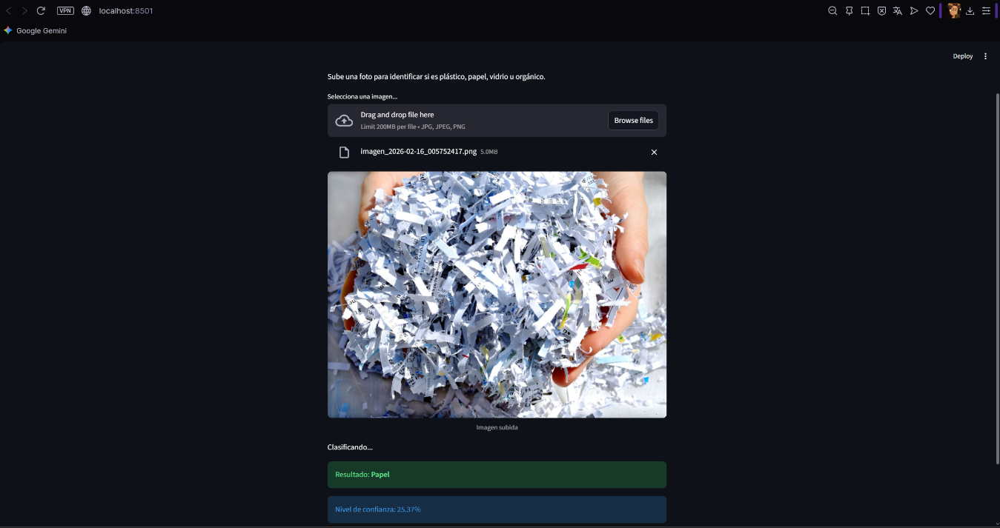 VPN
localhost:8501
Google Gemini
Deploy
Sube una foto para identificar si es plástico, papel, vidrio u orgánico.
Selecciona una imagen...
Drag and drop file here
Limit 200MB per file • JPG, JPEG, PNG
Browse files
imagen_2026-02-16_005752417.png 5.0MB
Imagen subida
Clasificando...
Resultado: Papel
Nivel de confianza: 25.37%